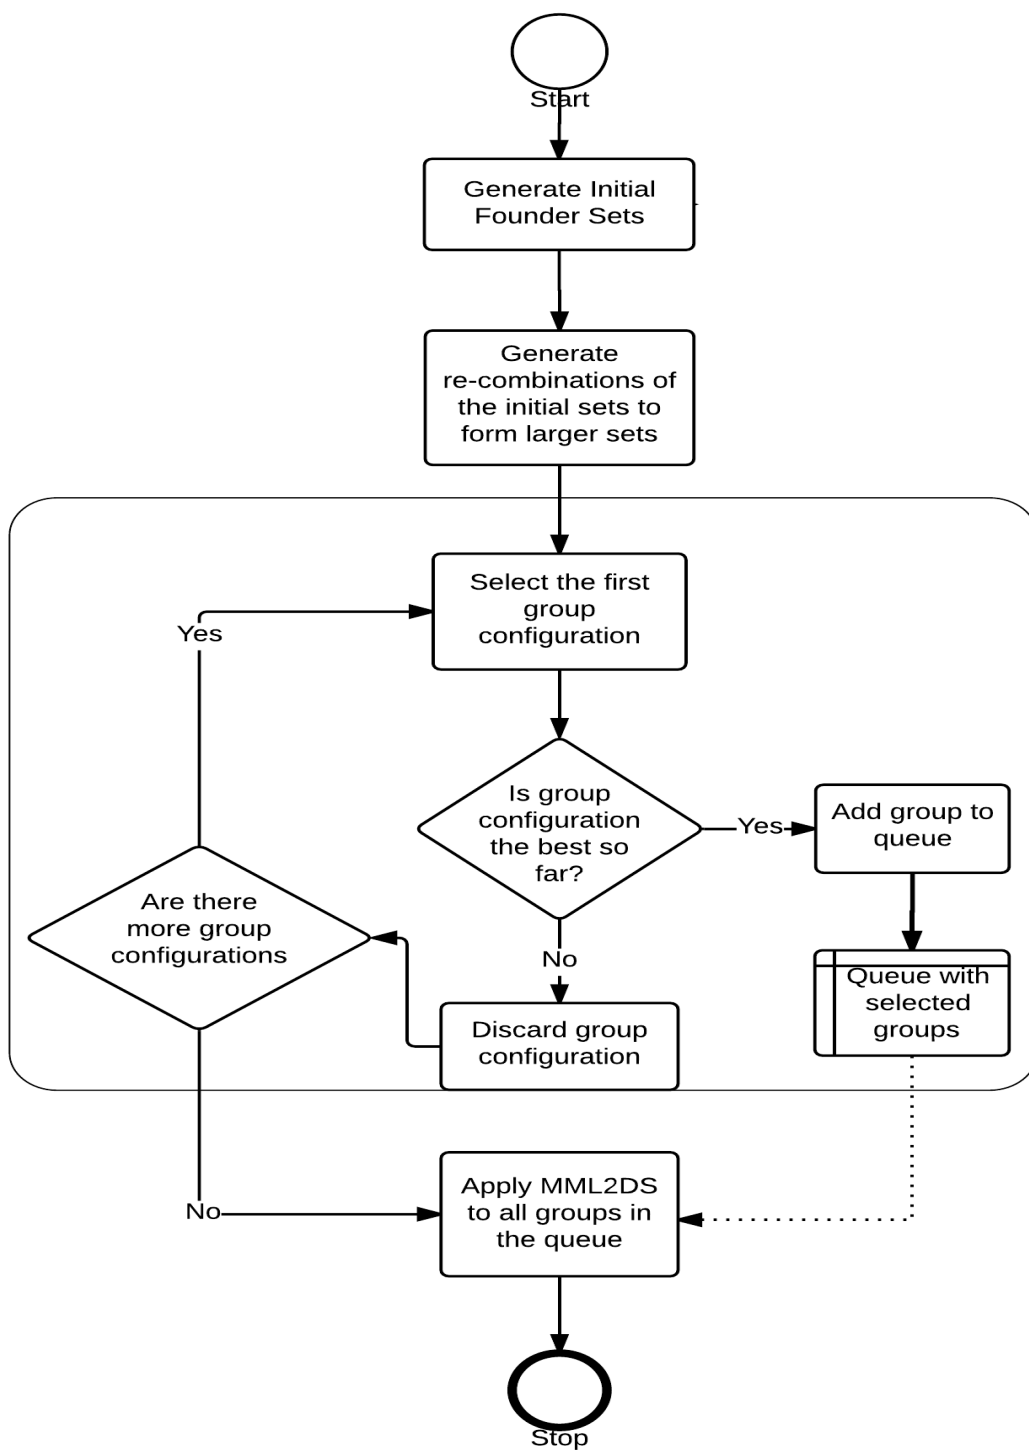 Start
Generate Initial
Founder Sets
Generate
re-combinations of
the initial sets to
form larger sets
Select the first
group
configuration
Yes
Is group
configuration
the best so
far?
Yes
Add group to
queue
Are there
more group
configurations
No
Queue with
selected
groups
Discard group
configuration
No
Apply MML2DS
to all groups in
the queue
Stop